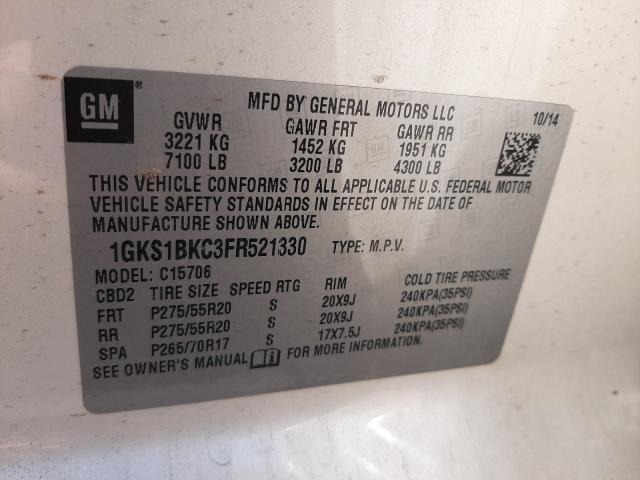 GM ®
MFD BY GENERAL MOTORS LLC 10/14
GVWR GAWR FRT GAWR RR
3221 KG 1452 KG 1951 KG
7100 LB 3200 LB 4300 LB
THIS VEHICLE CONFORMS TO ALL APPLICABLE U.S. FEDERAL MOTOR
VEHICLE SAFETY STANDARDS IN EFFECT ON THE DATE OF
MANUFACTURE SHOWN ABOVE.
1GKS1BKC3FR521330 TYPE: M.P.V.
MODEL: C15706
CBD2 TIRE SIZE SPEED RTG RIM COLD TIRE PRESSURE
FRT P275/55R20 S 20X9J 240KPA(35PSI)
RR P275/55R20 S 20X9J 240KPA(35PSI)
SPA P265/70R17 S 17X7.5J 240KPA(35PSI)
SEE OWNER'S MANUAL FOR MORE INFORMATION.